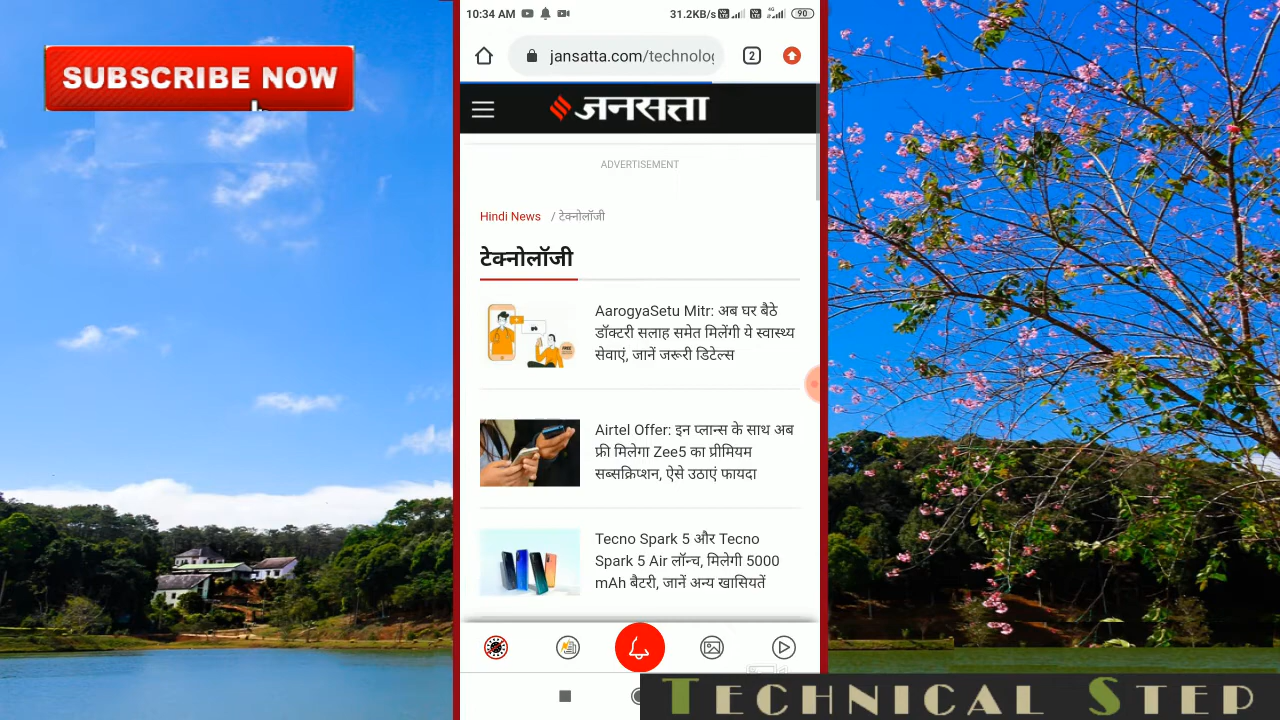 SUBSCRIBE NOW
10:34 AM
31.2KB/s
90
jansatta.com/technolog
2
जनसत्ता
ADVERTISEMENT
Hindi News / टेक्नोलॉजी
टेक्नोलॉजी
AarogyaSetu Mitr: अब घर बैठे
डॉक्टरी सलाह समेत मिलेंगी ये स्वास्थ्य
सेवाएं, जानें जरूरी डिटेल्स
Airtel Offer: इन प्लान्स के साथ अब
फ्री मिलेगा Zee5 का प्रीमियम
सब्सक्रिप्शन, ऐसे उठाएं फायदा
Tecno Spark 5 और Tecno
Spark 5 Air लॉन्च, मिलेगी 5000
mAh बैटरी, जानें अन्य खासियतें
TECHNICAL STEP